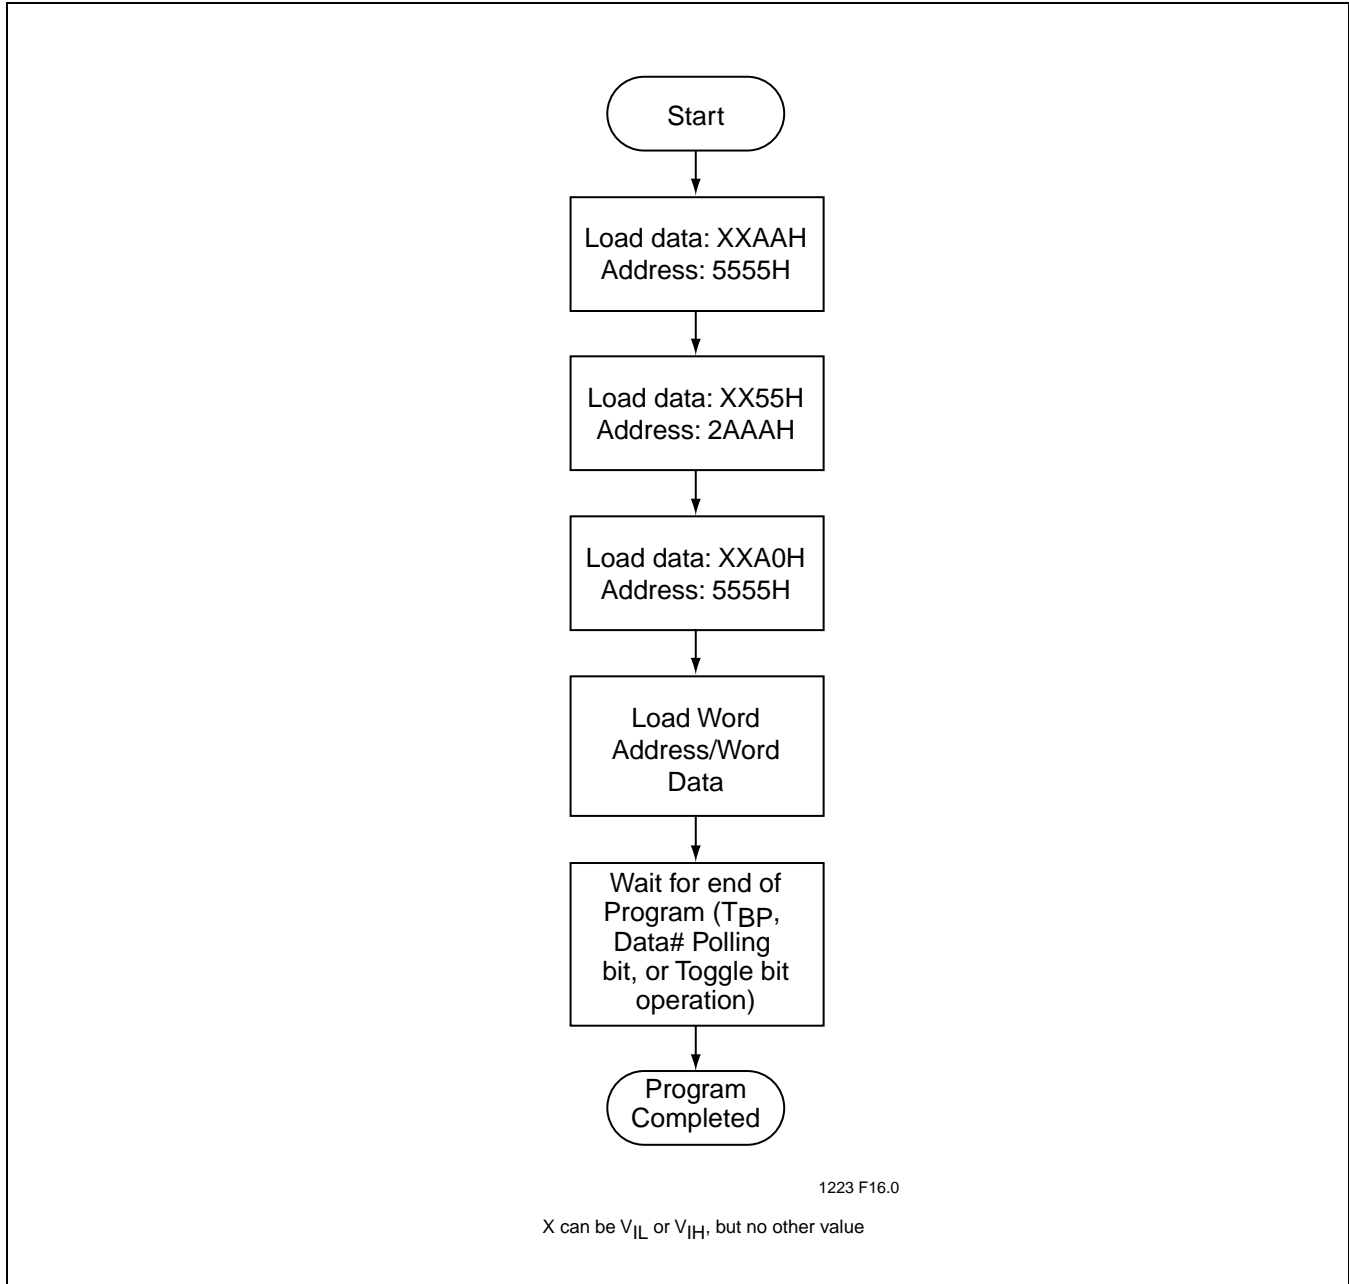 Start
Load data: XXAAH
Address: 5555H
Load data: XX55H
Address: 2AAAH
Load data: XXA0H
Address: 5555H
Load Word
Address/Word
Data
Wait for end of
Program (TBP,
Data# Polling
bit, or Toggle bit
operation)
Program
Completed
1223 F16.0
X can be VIL or VIH, but no other value